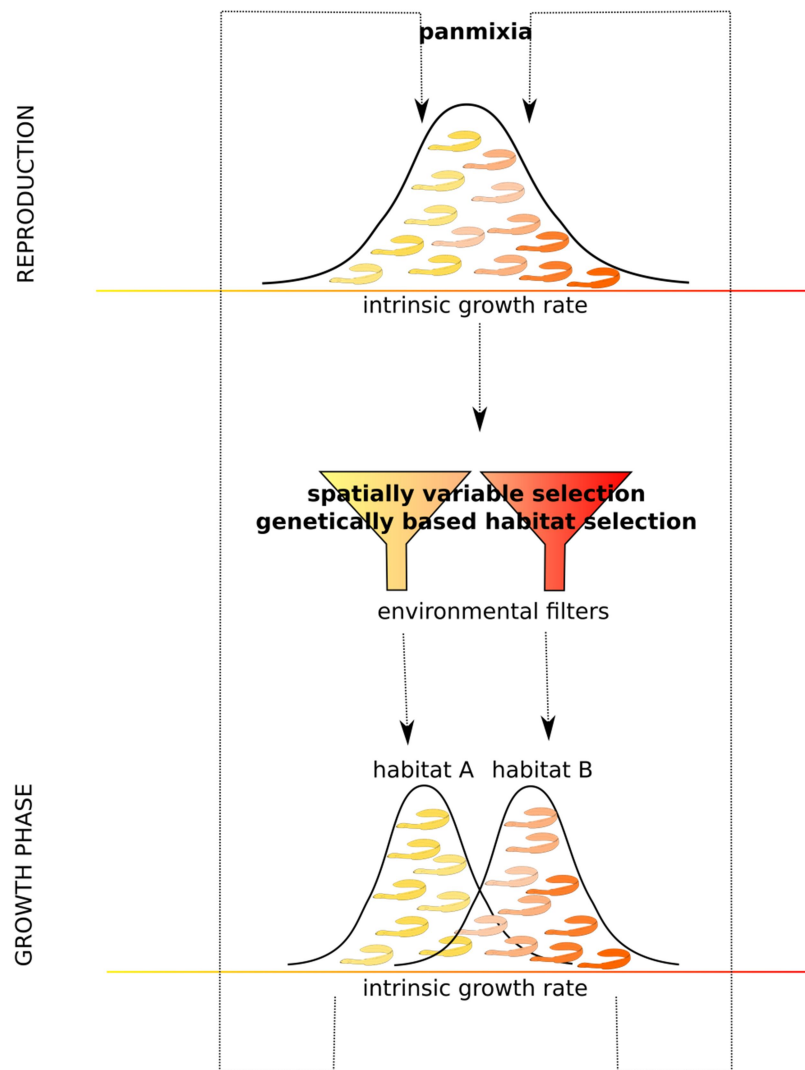 panmixia
REPRODUCTION
intrinsic growth rate
spatially variable selection
genetically based habitat selection
environmental filters
habitat A habitat B
GROWTH PHASE
intrinsic growth rate